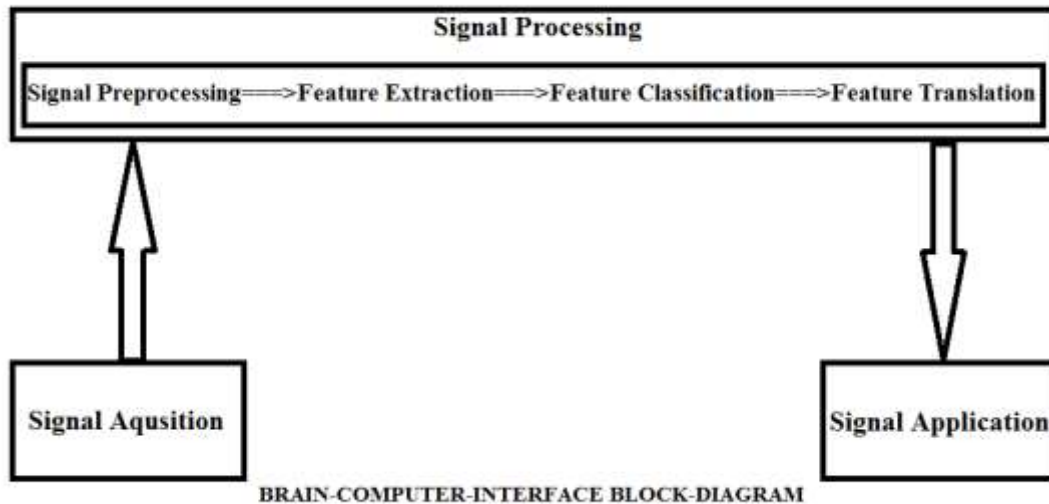 Signal Processing
Signal Preprocessing===>Feature Extraction===>Feature Classification===>Feature Translation
Signal Aqusition
Signal Application
BRAIN-COMPUTER-INTERFACE BLOCK-DIAGRAM